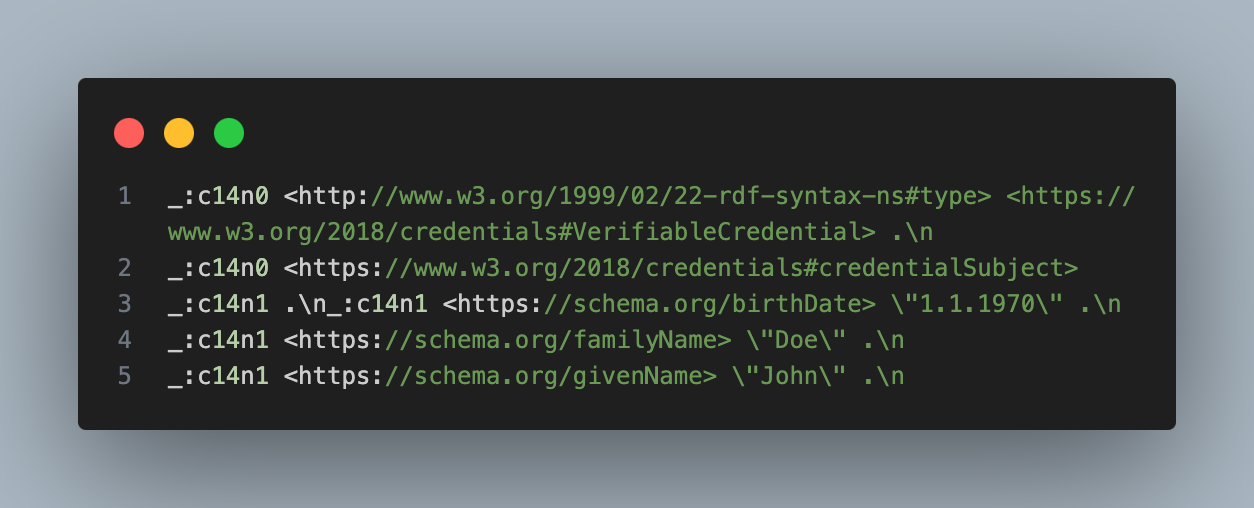 1 _:c14n0 <http://www.w3.org/1999/02/22-rdf-syntax-ns#type> <https://
www.w3.org/2018/credentials#VerifiableCredential> .\n
2 _:c14n0 <https://www.w3.org/2018/credentials#credentialSubject>
3 _:c14n1 .\n_:c14n1 <https://schema.org/birthDate> \"1.1.1970\" .\n
4 _:c14n1 <https://schema.org/familyName> \"Doe\" .\n
5 _:c14n1 <https://schema.org/givenName> \"John\" .\n